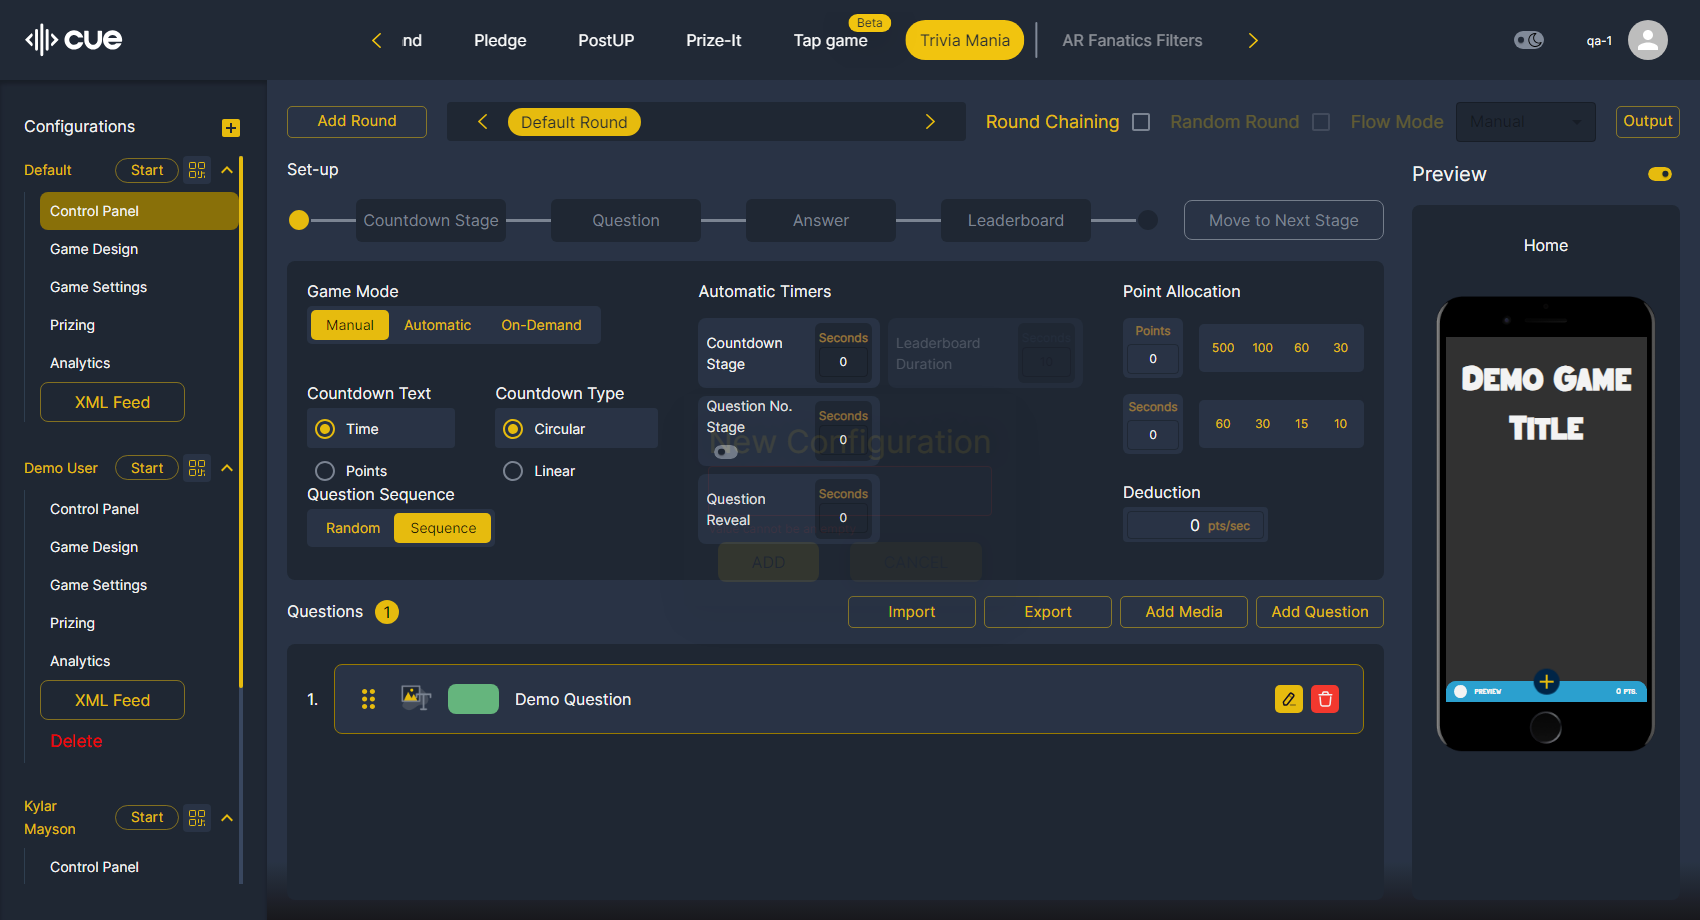 cue
nd
Pledge
PostUP
Prize-It
Tap game
Beta
Trivia Mania
AR Fanatics Filters
qa-1
Configurations
Default
Start
Control Panel
Game Design
Game Settings
Prizing
Analytics
XML Feed
Demo User
Start
Control Panel
Game Design
Game Settings
Prizing
Analytics
XML Feed
Delete
Kylar
Mayson
Start
Control Panel
Add Round
Default Round
Round Chaining
Random Round
Flow Mode
Manual
Output
Set-up
Countdown Stage
Question
Answer
Leaderboard
Move to Next Stage
Game Mode
Manual
Automatic
On-Demand
Countdown Text
Time
Points
Countdown Type
Circular
Linear
Question Sequence
Random
Sequence
Automatic Timers
Countdown
Stage
Seconds
0
Leaderboard
Duration
Seconds
10
Question No.
Stage
Seconds
0
New Configuration
Question
Reveal
Seconds
0
ADD
CANCEL
Point Allocation
Points
0
500
100
60
30
Seconds
0
60
30
15
10
Deduction
0 pts/sec
Questions 1
Import
Export
Add Media
Add Question
1.
Demo Question
Preview
Home
Demo Game
Title
PREVIEW
0 PTS.